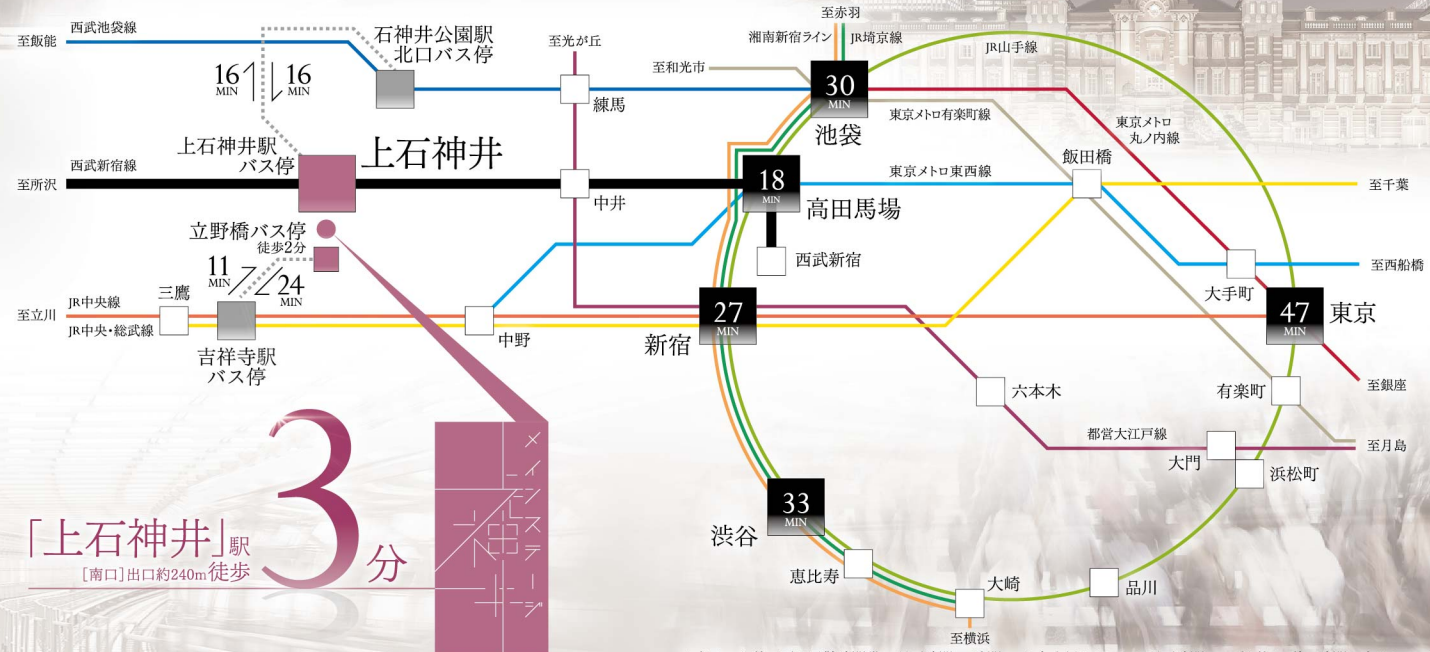 至赤羽
湘南新宿ライン
JR埼京線
JR山手線
至飯能
西武池袋線
石神井公園駅
北口バス停
至光が丘
至和光市
16
MIN
16
MIN
練馬
30
MIN
池袋
東京メトロ有楽町線
東京メトロ
丸ノ内線
上石神井駅
バス停
上石神井
西武新宿線
至所沢
中井
18
MIN
高田馬場
東京メトロ東西線
飯田橋
至千葉
立野橋バス停
徒歩2分
西武新宿
11
MIN
24
MIN
大手町
至西船橋
JR中央線
三鷹
至立川
JR中央・総武線
吉祥寺駅
バス停
中野
27
MIN
新宿
47
MIN
東京
至銀座
六本木
有楽町
都営大江戸線
至月島
大門
浜松町
33
MIN
渋谷
恵比寿
大崎
品川
至横浜
「上石神井」駅
[南口]出口約240m徒歩
3分
メインステージ
石神井